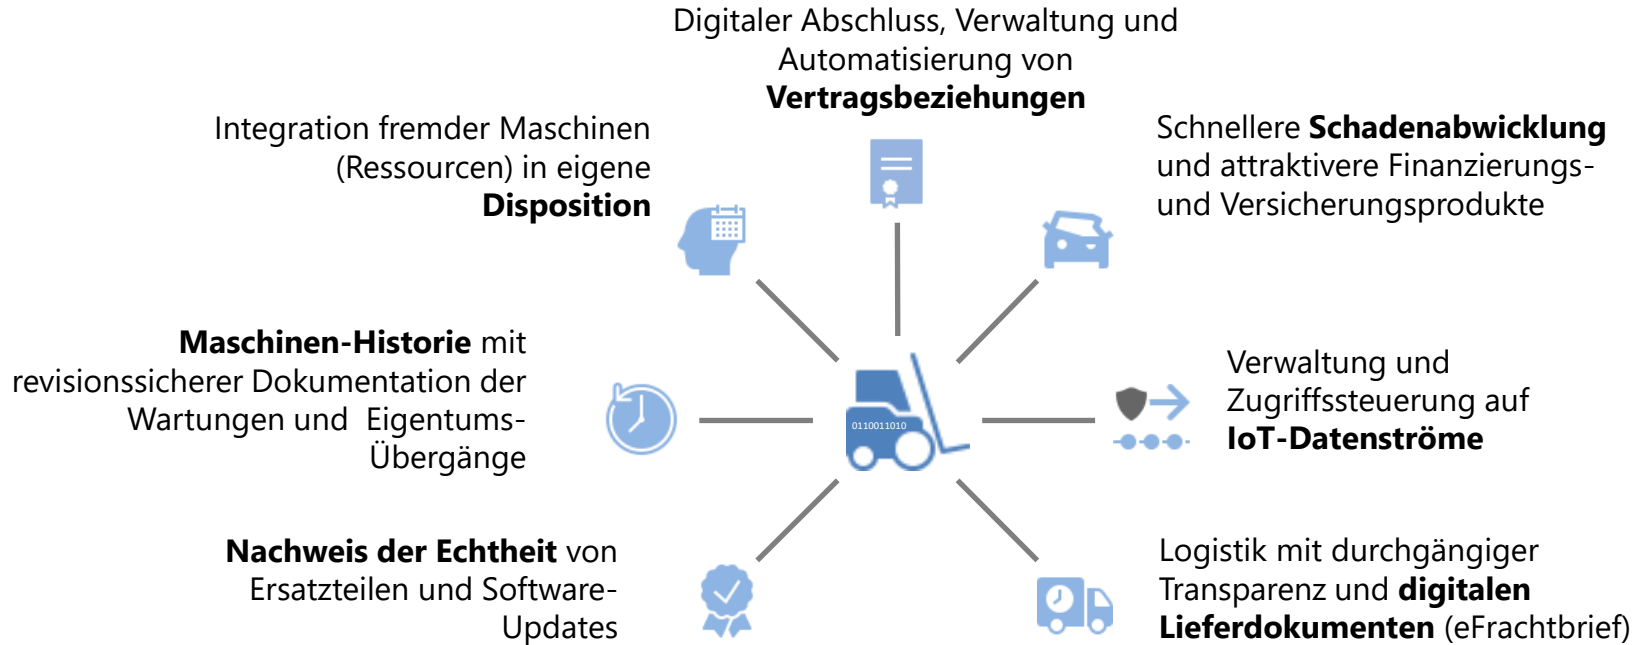 Digitaler Abschluss, Verwaltung und
Automatisierung von
Vertragsbeziehungen
Integration fremder Maschinen
(Ressourcen) in eigene
Disposition
Schnellere Schadenabwicklung
und attraktivere Finanzierungs-
und Versicherungsprodukte
Maschinen-Historie mit
revisionssicherer Dokumentation der
Wartungen und Eigentums-
Übergänge
0110011010
Verwaltung und
Zugriffssteuerung auf
IoT-Datenströme
Nachweis der Echtheit von
Ersatzteilen und Software-
Updates
Logistik mit durchgängiger
Transparenz und digitalen
Lieferdokumenten (eFrachtbrief)